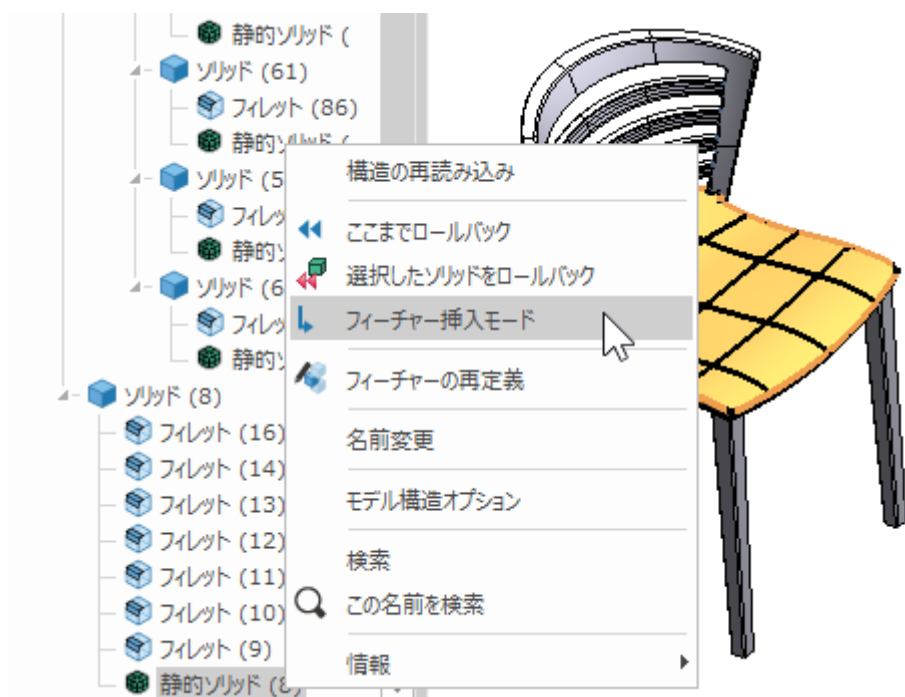 静的ソリッド (
ソリッド (61)
フィレット (86)
静的ソリッド (
ソリッド (5
フィレッ
静的ソ
ソリッド (6
フィレッ
静的ソ
ソリッド (8)
フィレット (16)
フィレット (14)
フィレット (13)
フィレット (12)
フィレット (11)
フィレット (10)
フィレット (9)
静的ソリッド (8)
構造の再読み込み
ここまでロールバック
選択したソリッドをロールバック
フィーチャー挿入モード
フィーチャーの再定義
名前変更
モデル構造オプション
検索
この名前を検索
情報